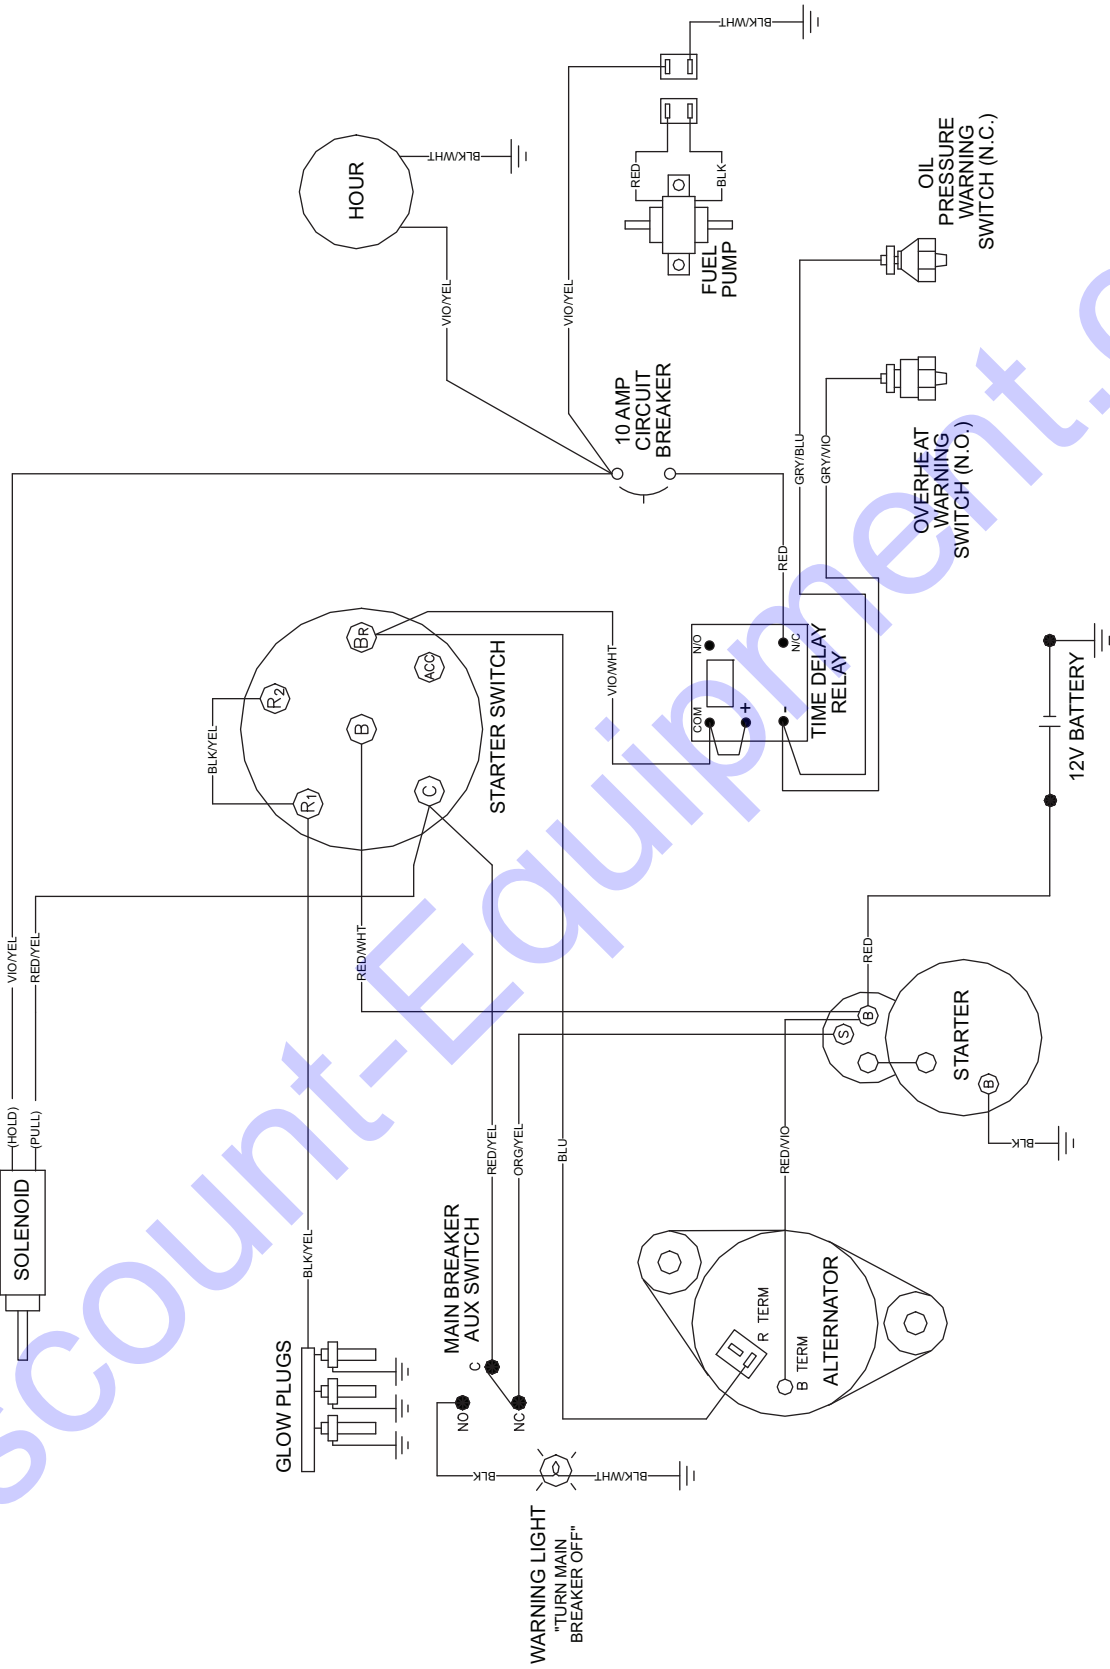 SOLENOID
(HOLD)
(PULL)
VIO/YEL
RED/YEL
HOUR
BLK/WHT
VIO/YEL
BLK/WHT
VIO/YEL
RED
BLK
FUEL
PUMP
10 AMP
CIRCUIT
BREAKER
OIL
PRESSURE
WARNING
SWITCH (N.C.)
OVERHEAT
WARNING
SWITCH (N.O.)
GRY/BLU
GRY/VIO
RED
BLK/YEL
R1
R2
B
BR
C
ACC
STARTER SWITCH
VIO/WHT
COM
N/O
+
-
N/C
TIME DELAY
RELAY
12V BATTERY
RED
RED/WHT
BLK/YEL
GLOW PLUGS
MAIN BREAKER
AUX SWITCH
C
NO
NC
RED/YEL
ORG/YEL
BLU
RED/VIO
S
B
B
STARTER
BLK
R TERM
B TERM
ALTERNATOR
BLK
BLK/WHT
WARNING LIGHT
"TURN MAIN
BREAKER OFF"
scount-Equipment.c